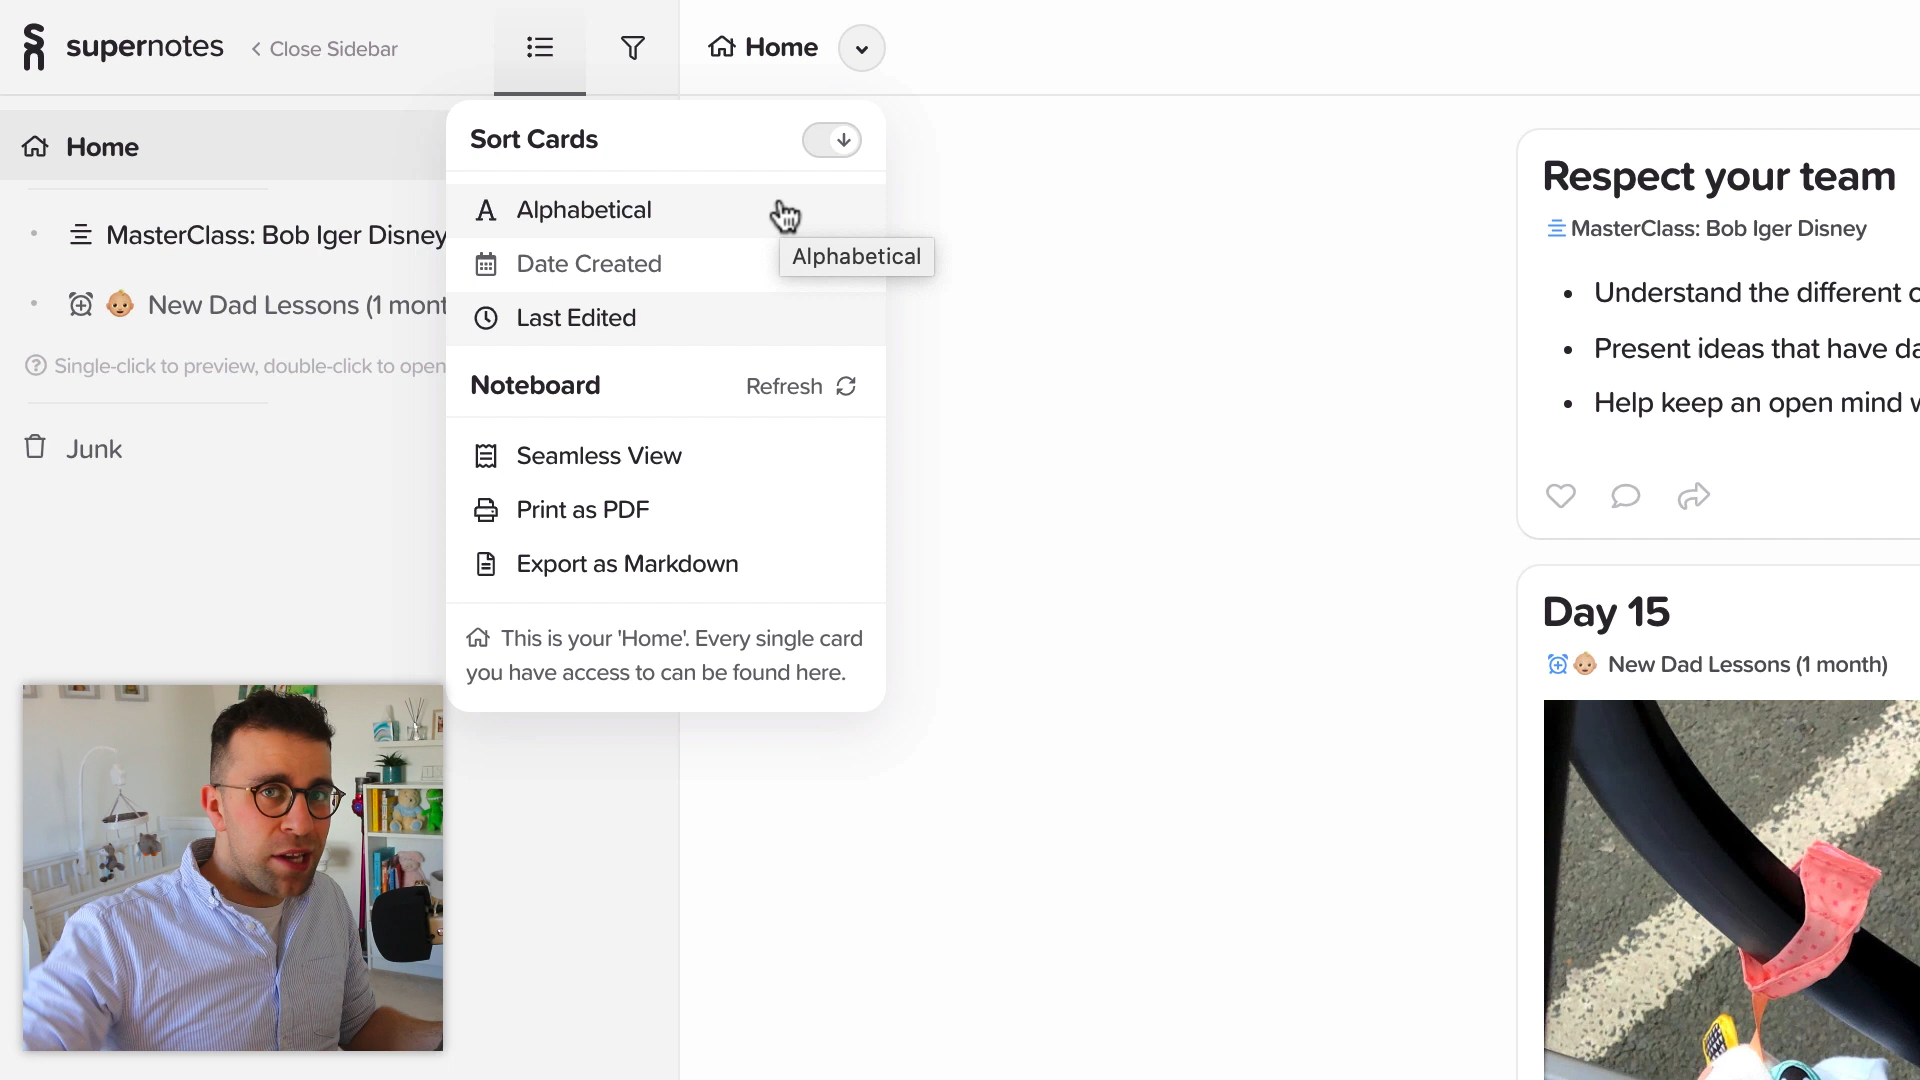 supernotes
Close Sidebar
Home
Home
MasterClass: Bob Iger Disney
New Dad Lessons (1 mont
Single-click to preview, double-click to open
Junk
Sort Cards
Alphabetical
Alphabetical
Date Created
Last Edited
Noteboard
Refresh
Seamless View
Print as PDF
Export as Markdown
This is your 'Home'. Every single card
you have access to can be found here.
Respect your team
MasterClass: Bob Iger Disney
• Understand the different
• Present ideas that have
• Help keep an open mind
Day 15
New Dad Lessons (1 month)